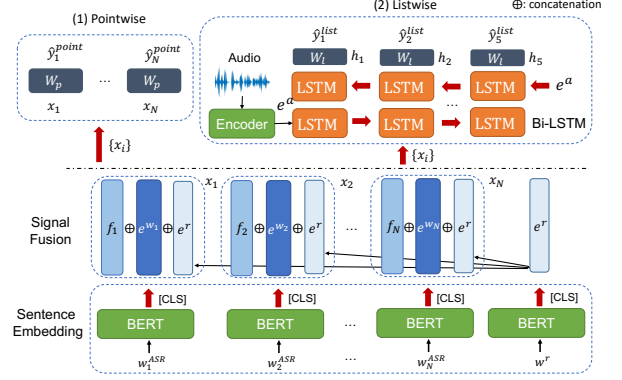 ⊕: concatenation
(1) Pointwise
(2) Listwise
ŷ₁^point ŷ_N^point
W_p ... W_p
x₁ x_N
{x_i}
ŷ₁^list ŷ₂^list ŷ₅^list
Audio
W_l h₁ W_l h₂ W_l h₅
LSTM LSTM LSTM e^a
e^a
...
Encoder LSTM LSTM LSTM Bi-LSTM
{x_i}
x₁ x₂ x_N
Signal
Fusion
f₁ ⊕ e^w₁ ⊕ e^r f₂ ⊕ e^w₂ ⊕ e^r ... f_N ⊕ e^w_N ⊕ e^r e^r
[CLS] [CLS] [CLS] [CLS]
Sentence
Embedding
BERT BERT ... BERT BERT
w₁^ASR w₂^ASR ... w_N^ASR w^r